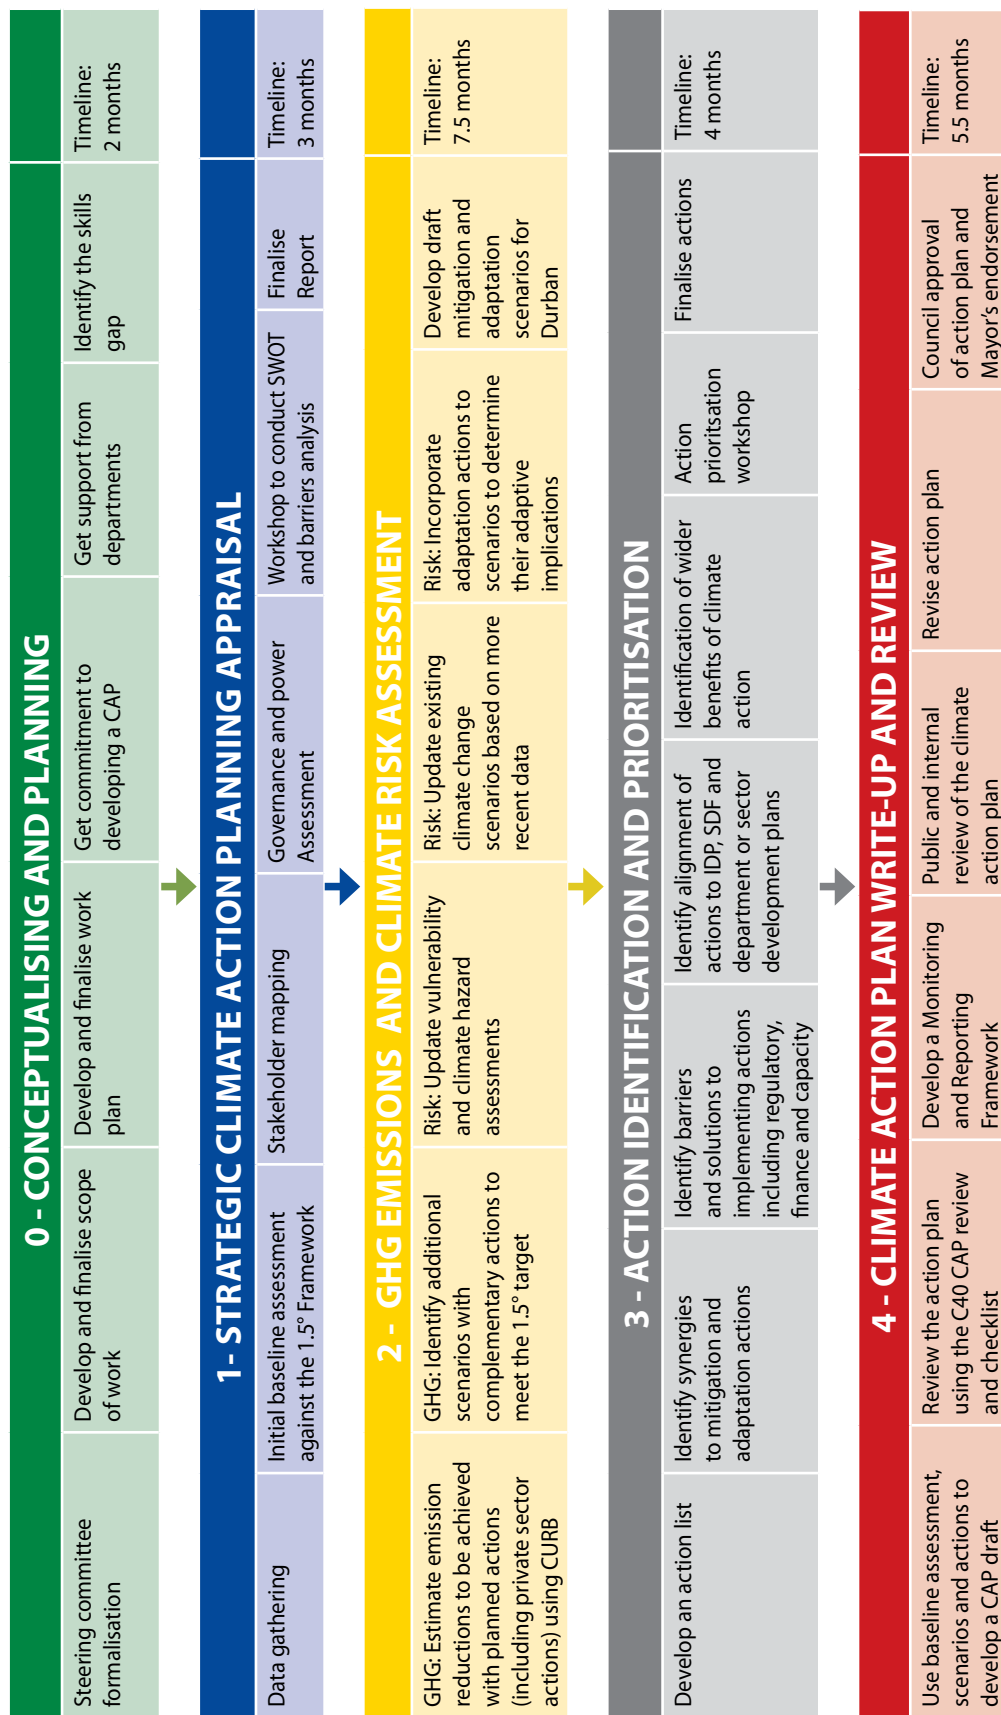 0 - CONCEPTUALISING AND PLANNING
Steering committee
formalisation
Develop and finalise scope
of work
Develop and finalise work
plan
Get commitment to
developing a CAP
Get support from
departments
Identify the skills
gap
Timeline:
2 months
1- STRATEGIC CLIMATE ACTION PLANNING APPRAISAL
Data gathering
Initial baseline assessment
against the 1.5° Framework
Stakeholder mapping
Governance and power
Assessment
Workshop to conduct SWOT
and barriers analysis
Finalise
Report
Timeline:
3 months
2 - GHG EMISSIONS AND CLIMATE RISK ASSESSMENT
GHG: Estimate emission
reductions to be achieved
with planned actions
(including private sector
actions) using CURB
GHG: Identify additional
scenarios with
complementary actions to
meet the 1.5° target
Risk: Update vulnerability
and climate hazard
assessments
Risk: Update existing
climate change
scenarios based on more
recent data
Risk: Incorporate
adaptation actions to
scenarios to determine
their adaptive
implications
Develop draft
mitigation and
adaptation
scenarios for
Durban
Timeline:
7.5 months
3 - ACTION IDENTIFICATION AND PRIORITISATION
Develop an action list
Identify synergies
to mitigation and
adaptation actions
Identify barriers
and solutions to
implementing actions
including regulatory,
finance and capacity
Identify alignment of
actions to IDP, SDF and
department or sector
development plans
Identification of wider
benefits of climate
action
Action
prioritsation
workshop
Finalise actions
Timeline:
4 months
4 - CLIMATE ACTION PLAN WRITE-UP AND REVIEW
Use baseline assessment,
scenarios and actions to
develop a CAP draft
Review the action plan
using the C40 CAP review
and checklist
Develop a Monitoring
and Reporting
Framework
Public and internal
review of the climate
action plan
Revise action plan
Council approval
of action plan and
Mayor's endorsement
Timeline:
5.5 months